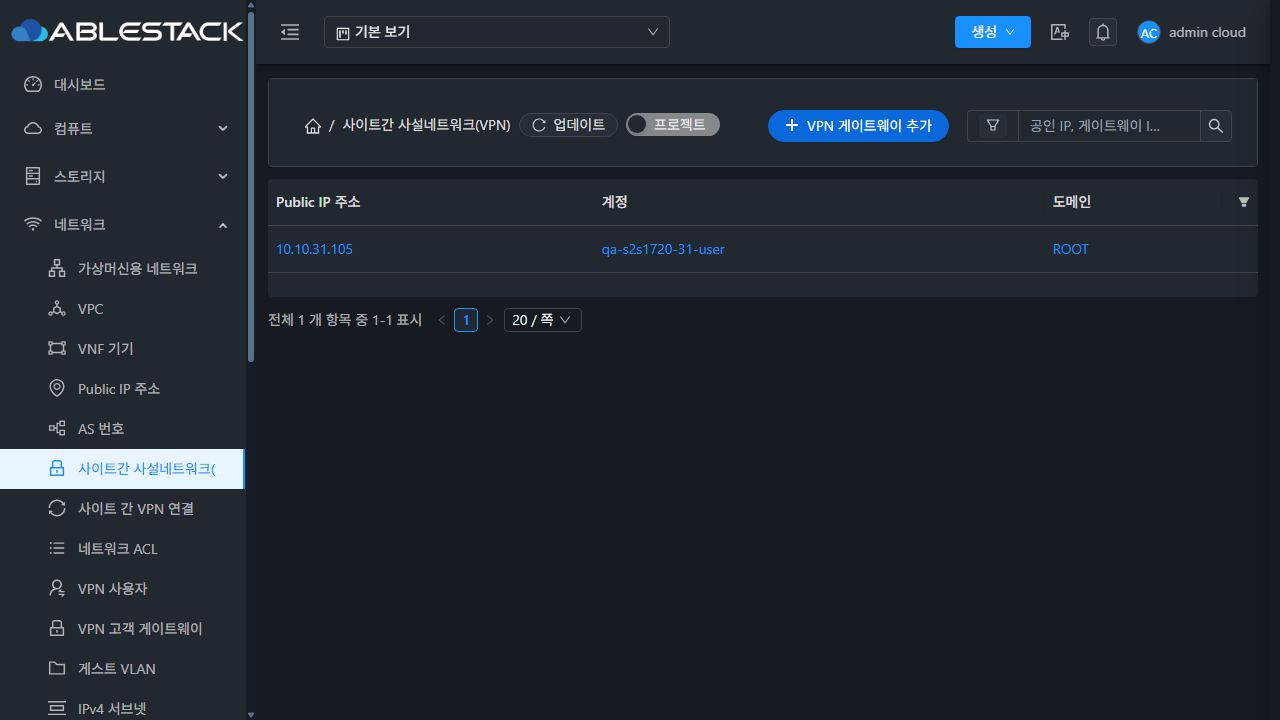 ABLESTACK
기본 보기
생성
AC
admin cloud
대시보드
컴퓨트
스토리지
네트워크
가상머신용 네트워크
VPC
VNF 기기
Public IP 주소
AS 번호
사이트간 사설네트워크(
사이트 간 VPN 연결
네트워크 ACL
VPN 사용자
VPN 고객 게이트웨이
게스트 VLAN
IPv4 서브넷
/ 사이트간 사설네트워크(VPN)
업데이트
프로젝트
VPN 게이트웨이 추가
공인 IP, 게이트웨이 I...
Public IP 주소 계정 도메인
10.10.31.105 qa-s2s1720-31-user ROOT
전체 1 개 항목 중 1-1 표시
1
20 / 쪽